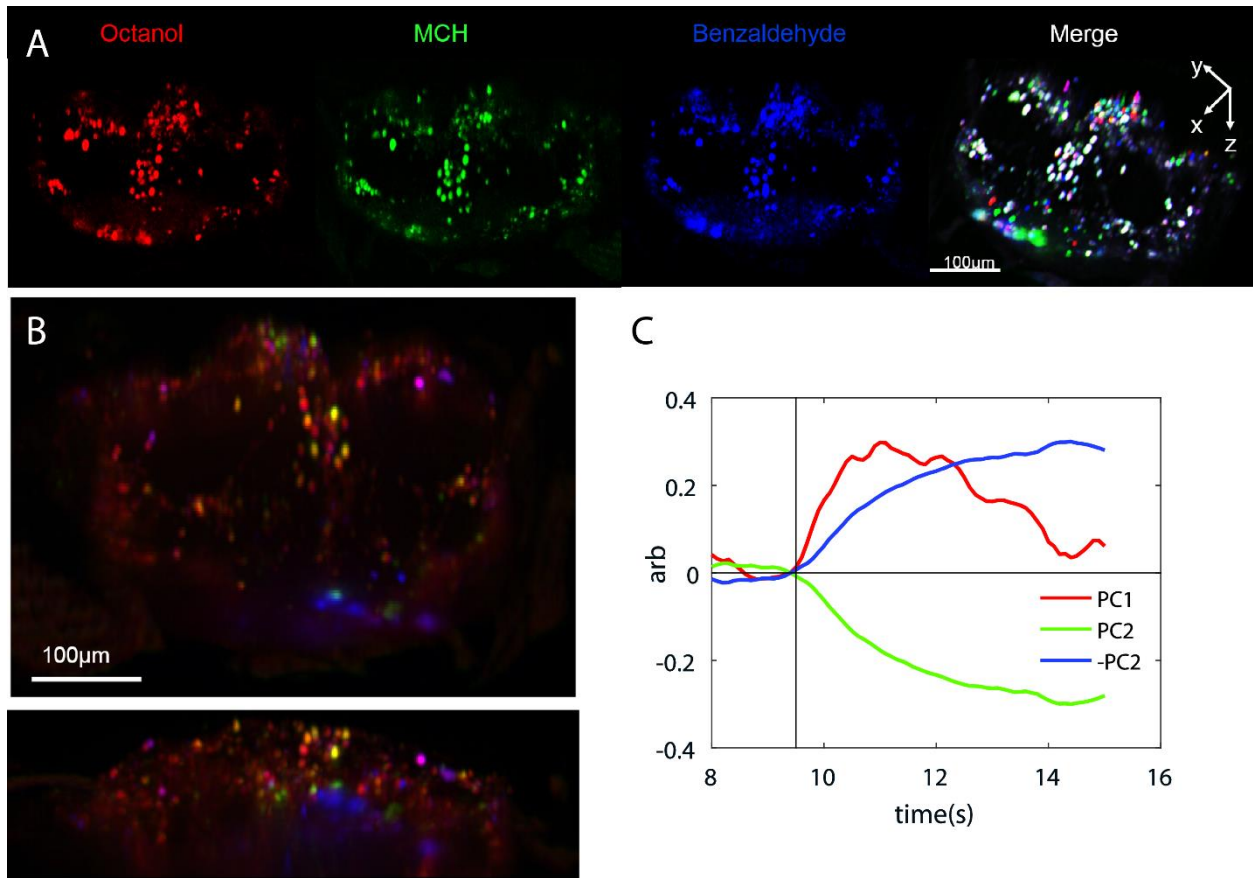 A
Octanol
MCH
Benzaldehyde
Merge
y
x
z
100µm
B
100µm
C
0.4
0.2
0
-0.2
-0.4
arb
PC1
PC2
-PC2
8
10
12
14
16
time(s)